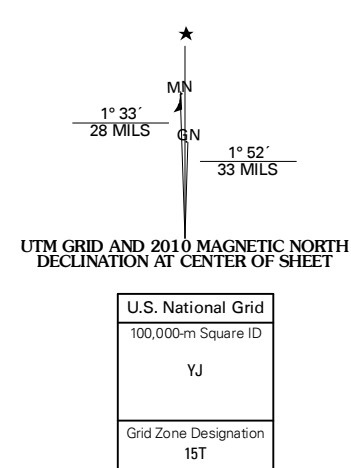 ★
MN
1° 33´
28 MILS
GN
1° 52´
33 MILS
UTM GRID AND 2010 MAGNETIC NORTH
DECLINATION AT CENTER OF SHEET
U.S. National Grid
100,000-m Square ID
YJ
Grid Zone Designation
15T